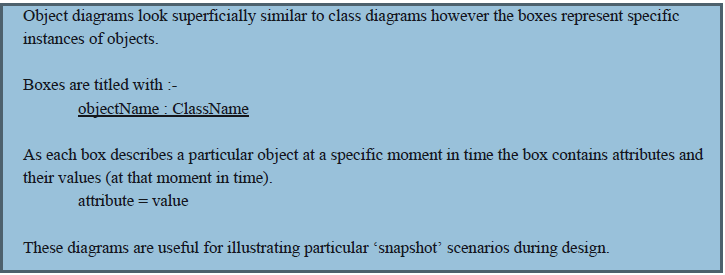 Object diagrams look superficially similar to class diagrams however the boxes represent specific
instances of objects.
Boxes are titled with :-
objectName : ClassName
As each box describes a particular object at a specific moment in time the box contains attributes and
their values (at that moment in time).
attribute = value
These diagrams are useful for illustrating particular ‘snapshot’ scenarios during design.